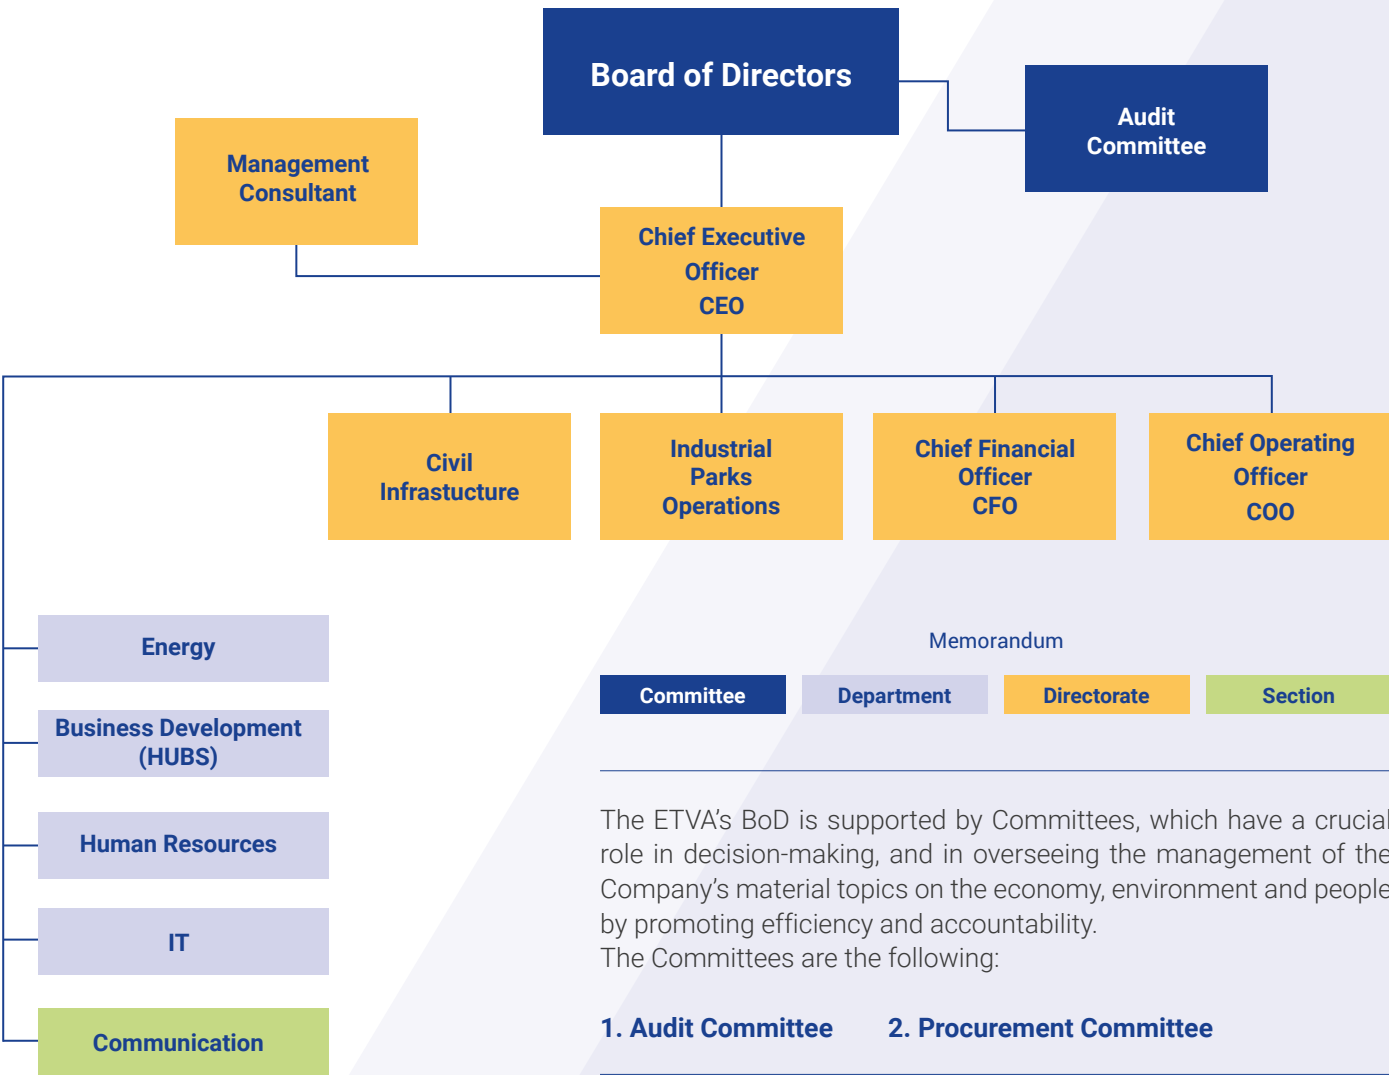 Board of Directors
Audit
Committee
Management
Consultant
Chief Executive
Officer
CEO
Civil
Infrastucture
Industrial
Parks
Operations
Chief Financial
Officer
CFO
Chief Operating
Officer
COO
Energy
Business Development
(HUBS)
Human Resources
IT
Communication
Memorandum
Committee
Department
Directorate
Section
The ETVA's BoD is supported by Committees, which have a crucial
role in decision-making, and in overseeing the management of the
Company's material topics on the economy, environment and people
by promoting efficiency and accountability.
The Committees are the following:
1. Audit Committee 2. Procurement Committee